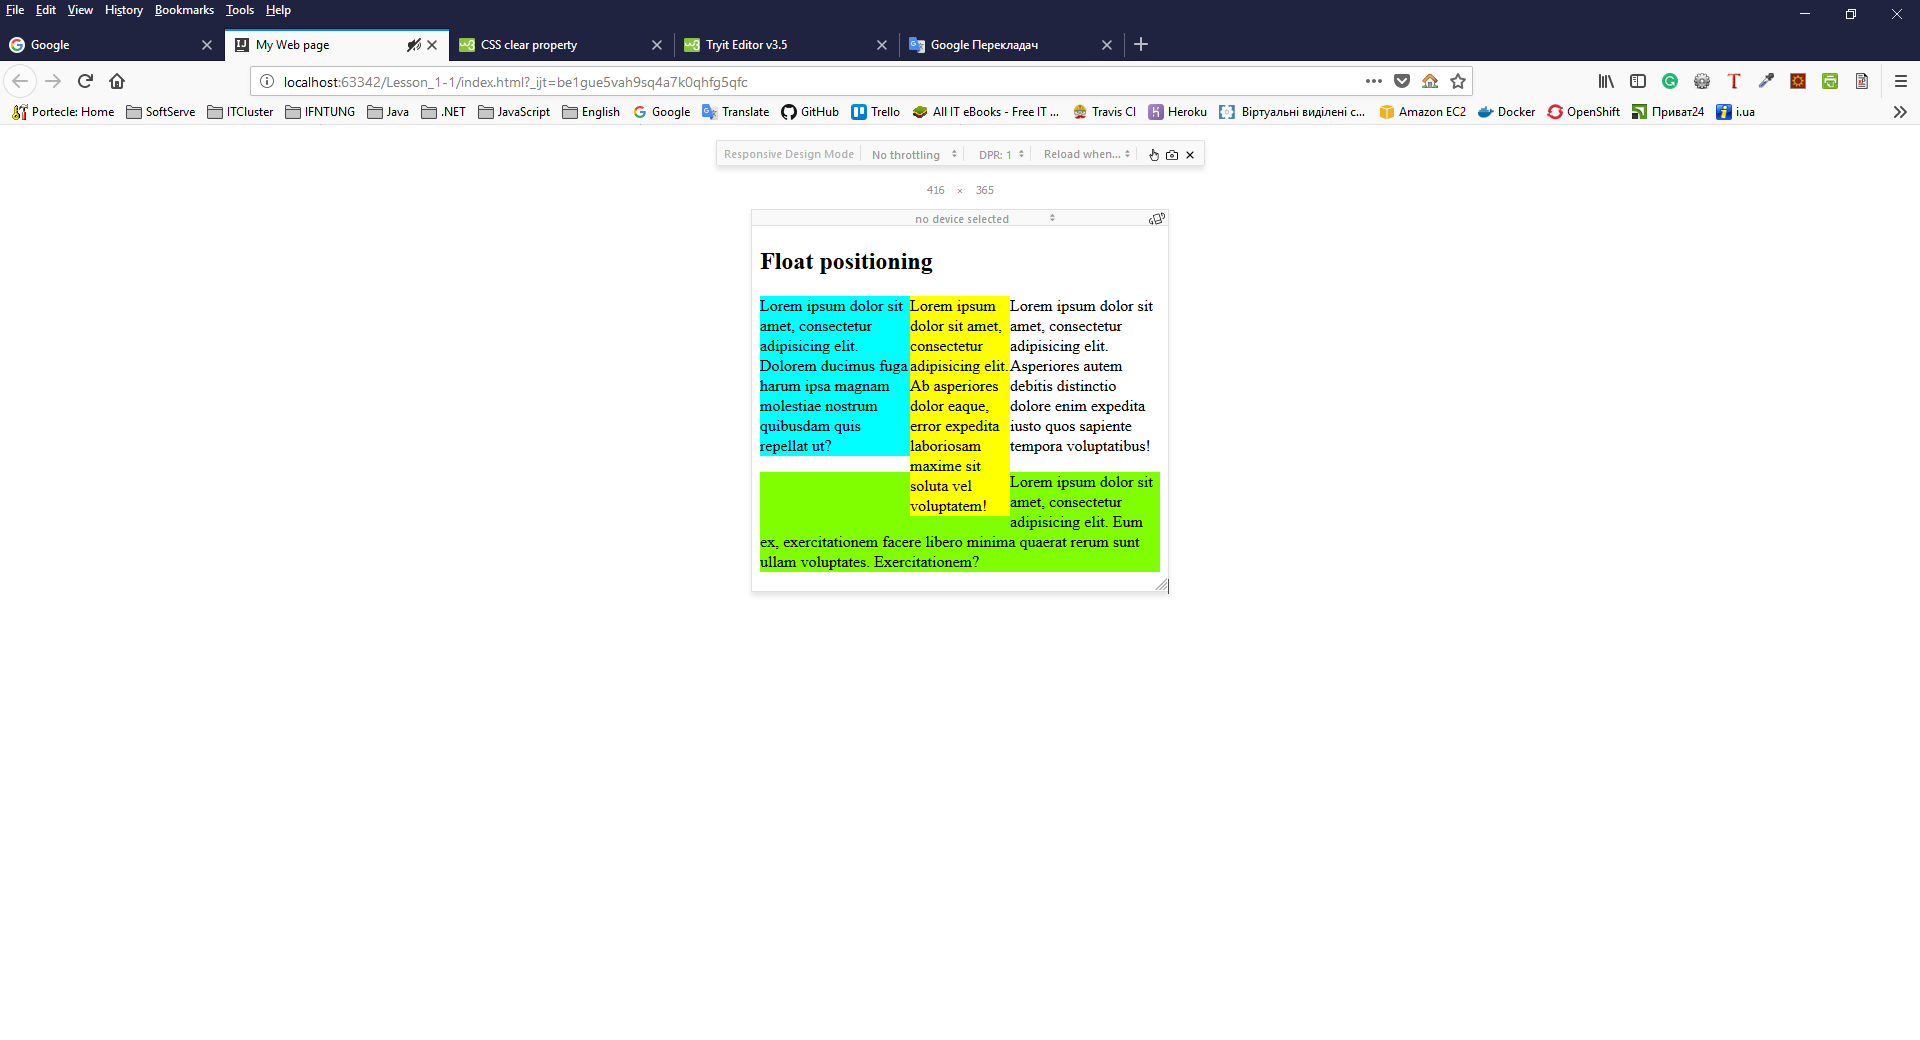 File Edit View History Bookmarks Tools Help
Google My Web page CSS clear property Tryit Editor v3.5 Google Перекладач
localhost:63342/Lesson_1-1/index.html?_ijt=be1gue5vah9sq4a7k0qhfg5qfc
Portecle: Home SoftServe ITCluster IFNTUNG Java .NET JavaScript English Google Translate GitHub Trello All IT eBooks - Free IT ... Travis CI Heroku Віртуальні виділені с... Amazon EC2 Docker OpenShift Приват24 i.ua
Responsive Design Mode No throttling DPR: 1 Reload when...
416 × 365
no device selected
Float positioning
Lorem ipsum dolor sit
amet, consectetur
adipisicing elit.
Dolorem ducimus fuga
harum ipsa magnam
molestiae nostrum
quibusdam quis
repellat ut?
Lorem ipsum
dolor sit amet,
consectetur
adipisicing elit.
Ab asperiores
dolor eaque,
error expedita
laboriosam
maxime sit
soluta vel
voluptatem!
Lorem ipsum dolor sit
amet, consectetur
adipisicing elit.
Asperiores autem
debitis distinctio
dolore enim expedita
iusto quos sapiente
tempora voluptatibus!
Lorem ipsum dolor sit
amet, consectetur
adipisicing elit. Eum
ex, exercitationem facere libero minima quaerat rerum sunt
ullam voluptates. Exercitationem?